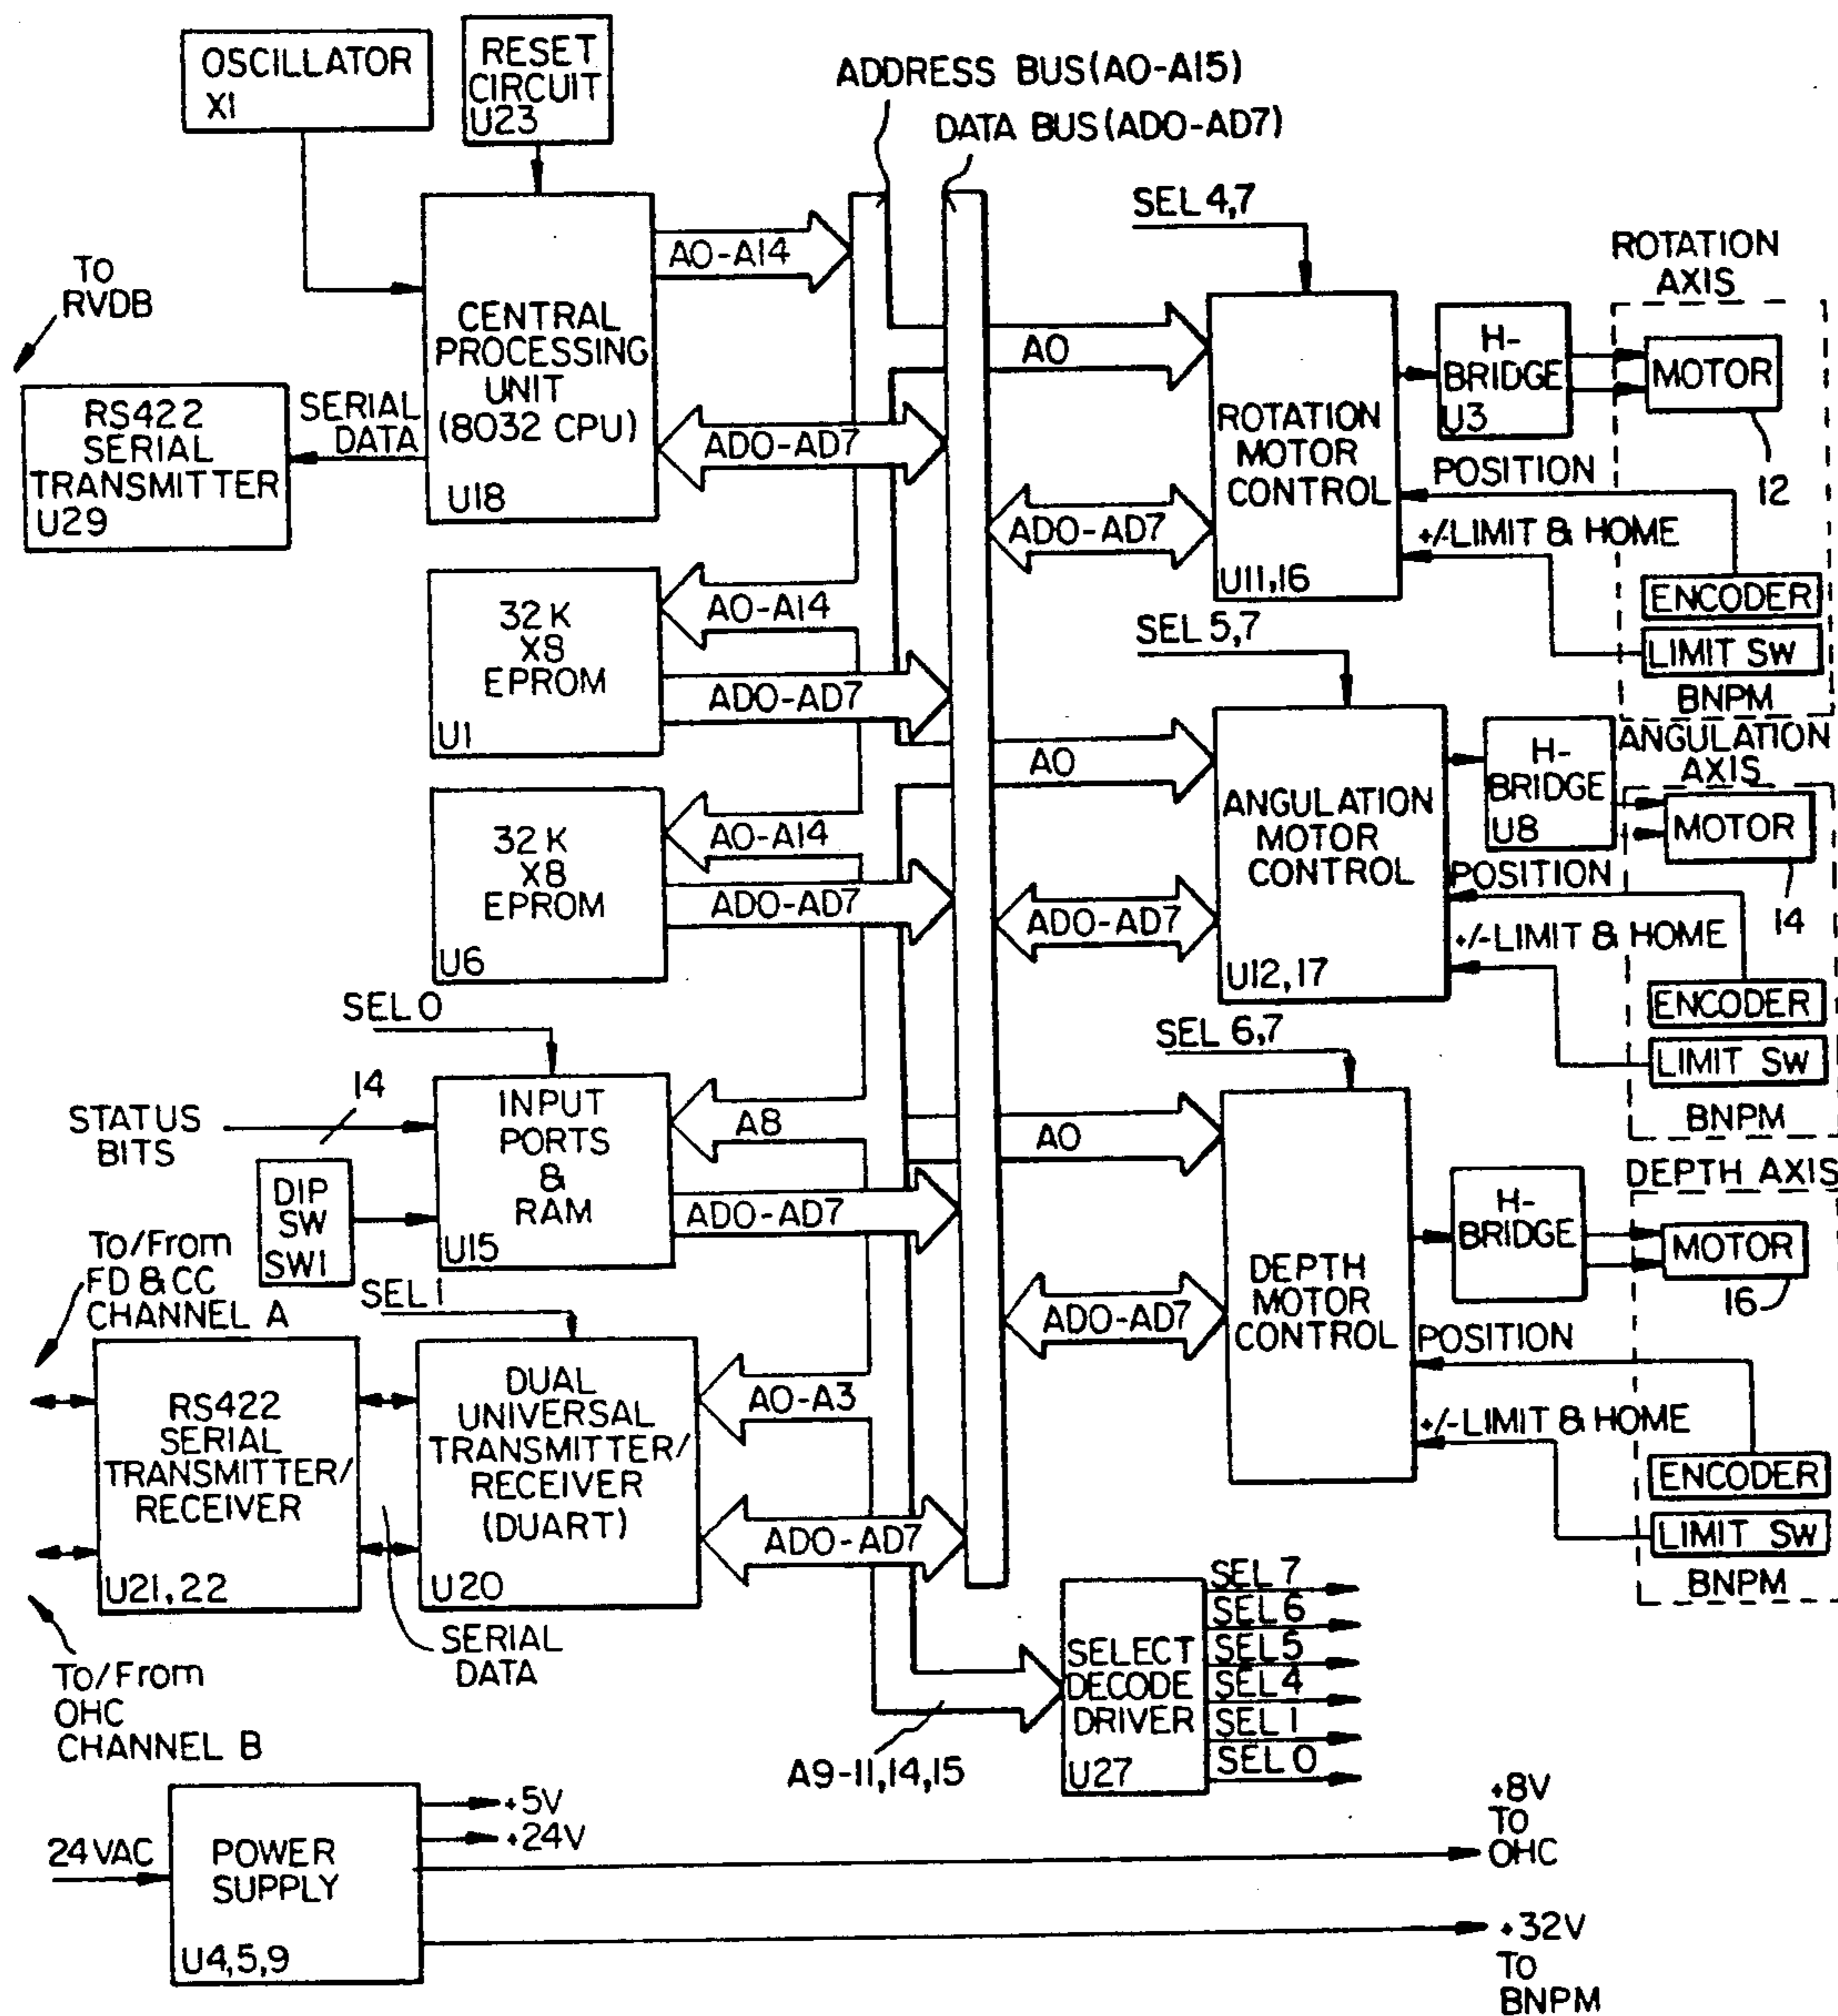 OSCILLATOR
X1
RESET
CIRCUIT
U23
ADDRESS BUS(A0-A15)
DATA BUS(AD0-AD7)
To
RVDB
CENTRAL
PROCESSING
UNIT
(8032 CPU)
U18
A0-A14
AD0-AD7
SERIAL
DATA
RS422
SERIAL
TRANSMITTER
U29
32K
X8
EPROM
U1
A0-A14
AD0-AD7
32K
X8
EPROM
U6
A0-A14
AD0-AD7
SEL 0
STATUS
BITS
14
DIP
SW
SW1
INPUT
PORTS
&
RAM
U15
A8
AD0-AD7
To/From
FD & CC
CHANNEL A
SEL 1
RS422
SERIAL
TRANSMITTER/
RECEIVER
U21,22
DUAL
UNIVERSAL
TRANSMITTER/
RECEIVER
(DUART)
U20
A0-A3
AD0-AD7
SERIAL
DATA
To/From
OHC
CHANNEL B
A9-11,14,15
SELECT
DECODE
DRIVER
U27
SEL 7
SEL 6
SEL 5
SEL 4
SEL 1
SEL 0
SEL 4,7
A0
AD0-AD7
ROTATION
MOTOR
CONTROL
U11,16
H-
BRIDGE
U3
ROTATION
AXIS
MOTOR
12
POSITION
+/-LIMIT & HOME
ENCODER
LIMIT SW
BNPM
SEL 5,7
A0
AD0-AD7
ANGULATION
MOTOR
CONTROL
U12,17
H-
BRIDGE
U8
ANGULATION
AXIS
MOTOR
14
POSITION
+/-LIMIT & HOME
ENCODER
LIMIT SW
BNPM
SEL 6,7
A0
AD0-AD7
DEPTH
MOTOR
CONTROL
H-
BRIDGE
DEPTH AXIS
MOTOR
16
POSITION
+/-LIMIT & HOME
ENCODER
LIMIT SW
BNPM
24VAC
POWER
SUPPLY
U4,5,9
+5V
+24V
+8V
TO
OHC
+32V
To
BNPM